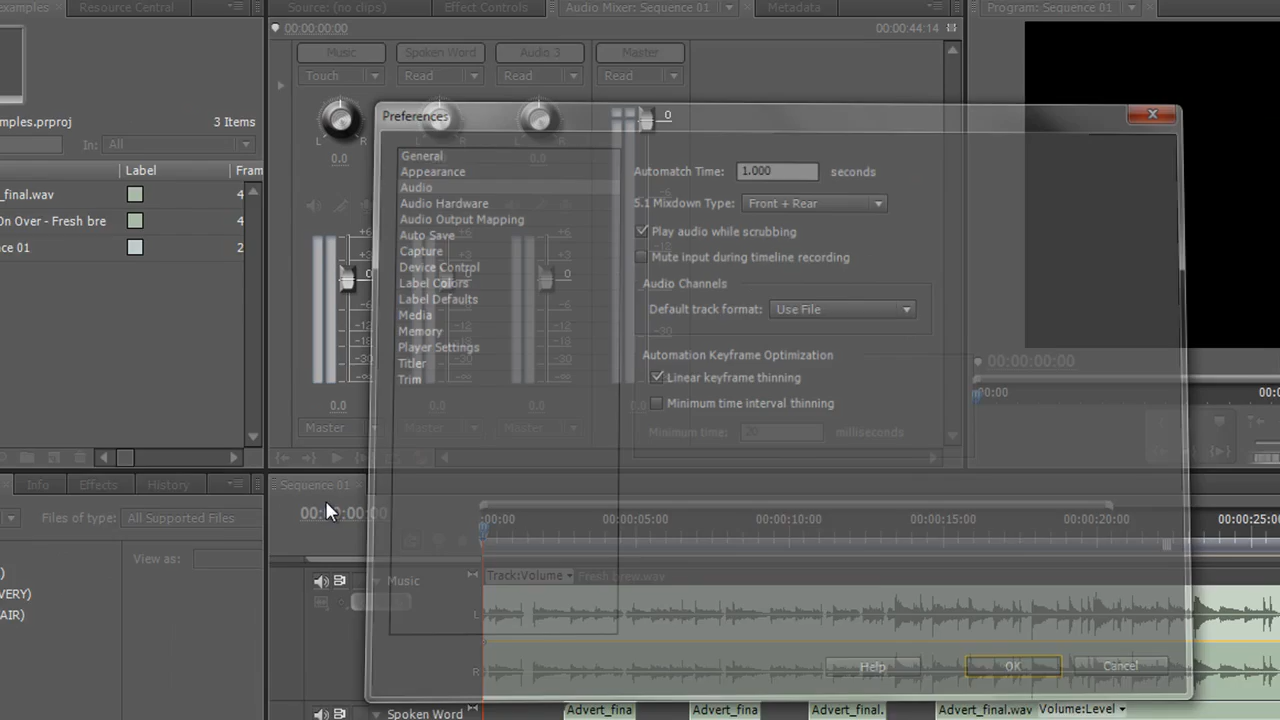 examples
Resource Central
Source: (no clips)
Effect Controls
Audio Mixer: Sequence 01
Metadata
Program: Sequence 01
00:00:00:00
00:00:44:14
Music
Spoken Word
Audio 3
Master
Touch
Read
Read
Read
mples.prproj
3 Items
In: All
Label
Fram
_final.wav
4
On Over - Fresh bre
4
ce 01
2
L
R
0.0
0.0
0
0
Preferences
General
Appearance
Audio
Audio Hardware
Audio Output Mapping
Auto Save
Capture
Device Control
Label Colors
Label Defaults
Media
Memory
Player Settings
Titler
Trim
Automatch Time:
1.000
seconds
5.1 Mixdown Type:
Front + Rear
Play audio while scrubbing
Mute input during timeline recording
Audio Channels
Default track format:
Use File
Automation Keyframe Optimization
Linear keyframe thinning
Minimum time interval thinning
Minimum time:
20
milliseconds
Help
OK
Cancel
0.0
0.0
0.0
0.0
Master
Master
Master
00:00:00:00
00:00
00:0
Info
Effects
History
Files of type:
All Supported Files
View as:
)
VERY)
AIR)
Sequence 01
:00:00
00:00:05:00
00:00:10:00
00:00:15:00
00:00:20:00
00:00:25:00
Music
Track:Volume
Fresh brew.wav
L
R
Spoken Word
Advert_fina
Advert_fina
Advert_final.
Advert_final.wav
Volume:Level